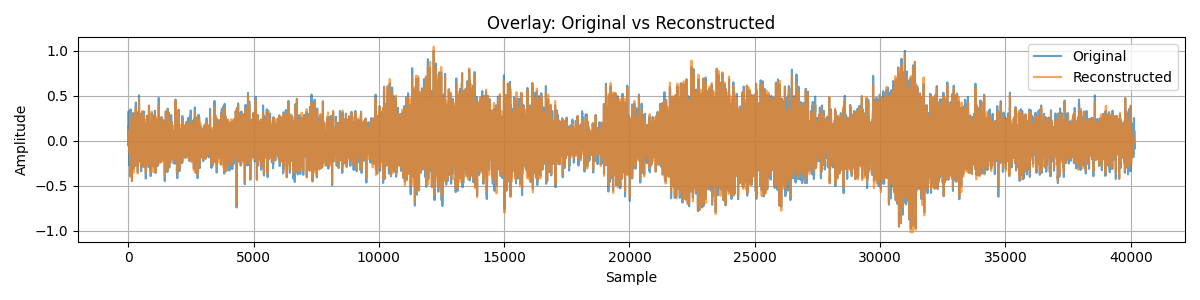 Overlay: Original vs Reconstructed
Original
Reconstructed
Amplitude
1.0
0.5
0.0
−0.5
−1.0
0 5000 10000 15000 20000 25000 30000 35000 40000
Sample